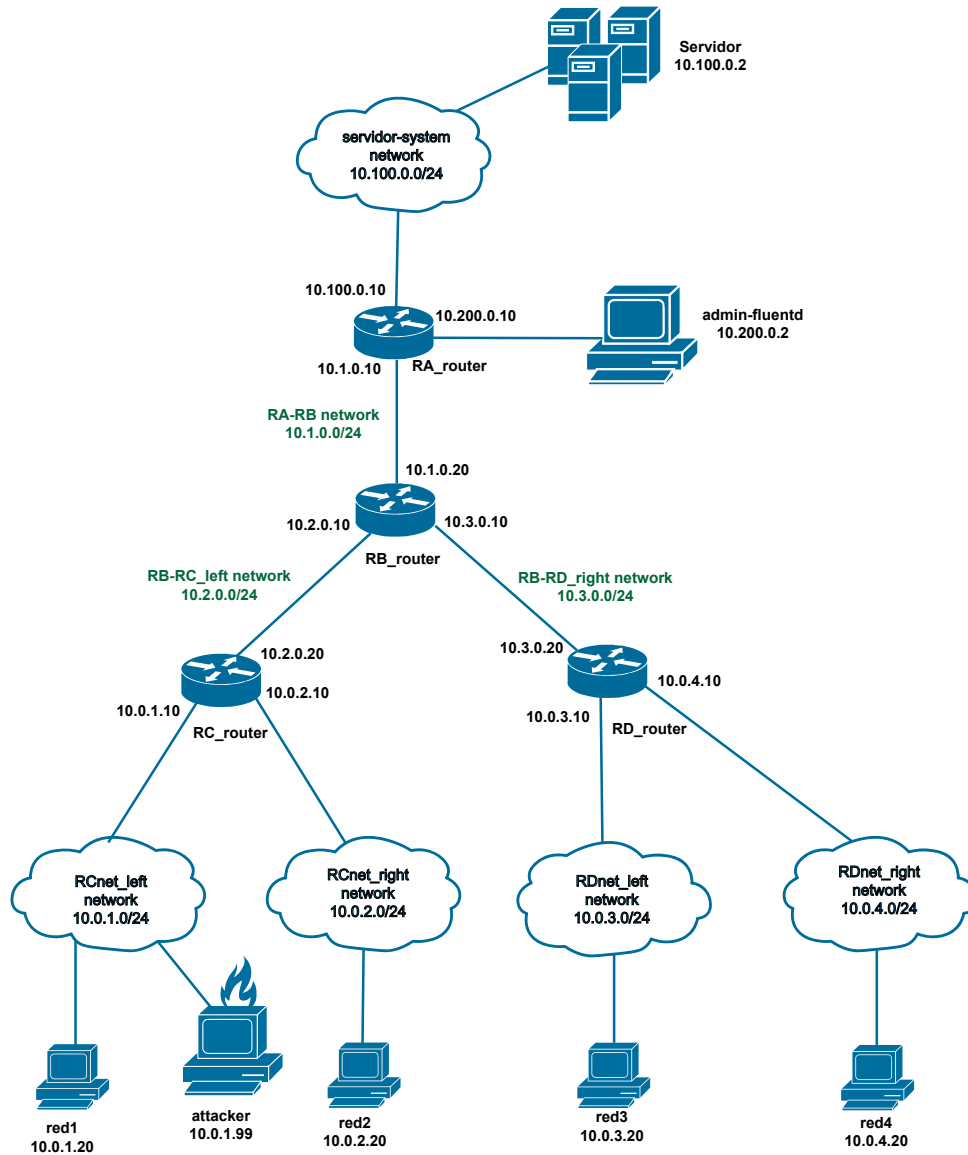 Servidor
10.100.0.2
servidor-system
network
10.100.0.0/24
10.100.0.10
10.200.0.10
admin-fluentd
10.200.0.2
10.1.0.10
RA_router
RA-RB network
10.1.0.0/24
10.1.0.20
10.2.0.10
10.3.0.10
RB_router
RB-RC_left network
10.2.0.0/24
RB-RD_right network
10.3.0.0/24
10.2.0.20
10.0.2.10
10.0.1.10
RC_router
10.3.0.20
10.0.4.10
10.0.3.10
RD_router
RCnet_left
network
10.0.1.0/24
RCnet_right
network
10.0.2.0/24
RDnet_left
network
10.0.3.0/24
RDnet_right
network
10.0.4.0/24
red1
10.0.1.20
attacker
10.0.1.99
red2
10.0.2.20
red3
10.0.3.20
red4
10.0.4.20